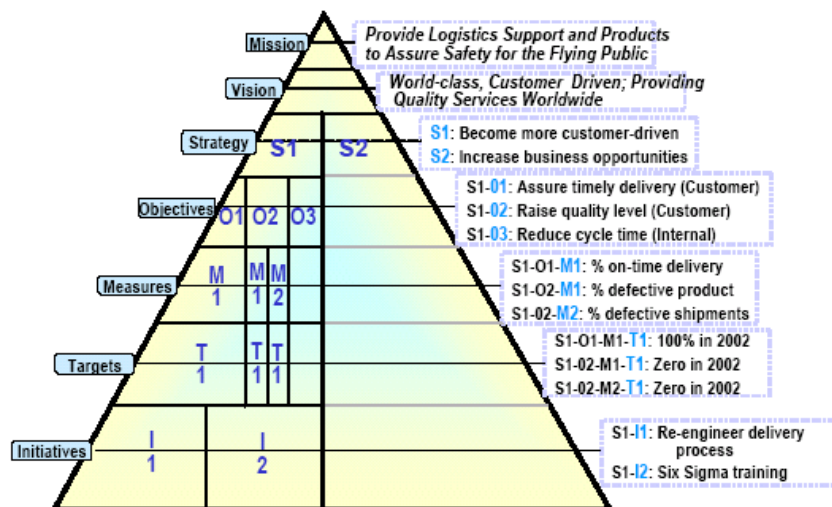 Mission
Provide Logistics Support and Products
to Assure Safety for the Flying Public
Vision
World-class, Customer Driven; Providing
Quality Services Worldwide
Strategy
S1 S2
S1: Become more customer-driven
S2: Increase business opportunities
Objectives
O1 O2 O3
S1-01: Assure timely delivery (Customer)
S1-02: Raise quality level (Customer)
S1-03: Reduce cycle time (Internal)
Measures
M M M
1 1 2
S1-O1-M1: % on-time delivery
S1-O2-M1: % defective product
S1-02-M2: % defective shipments
Targets
T T T
1 1 1
S1-O1-M1-T1: 100% in 2002
S1-02-M1-T1: Zero in 2002
S1-02-M2-T1: Zero in 2002
Initiatives
I I
1 2
S1-I1: Re-engineer delivery
process
S1-I2: Six Sigma training